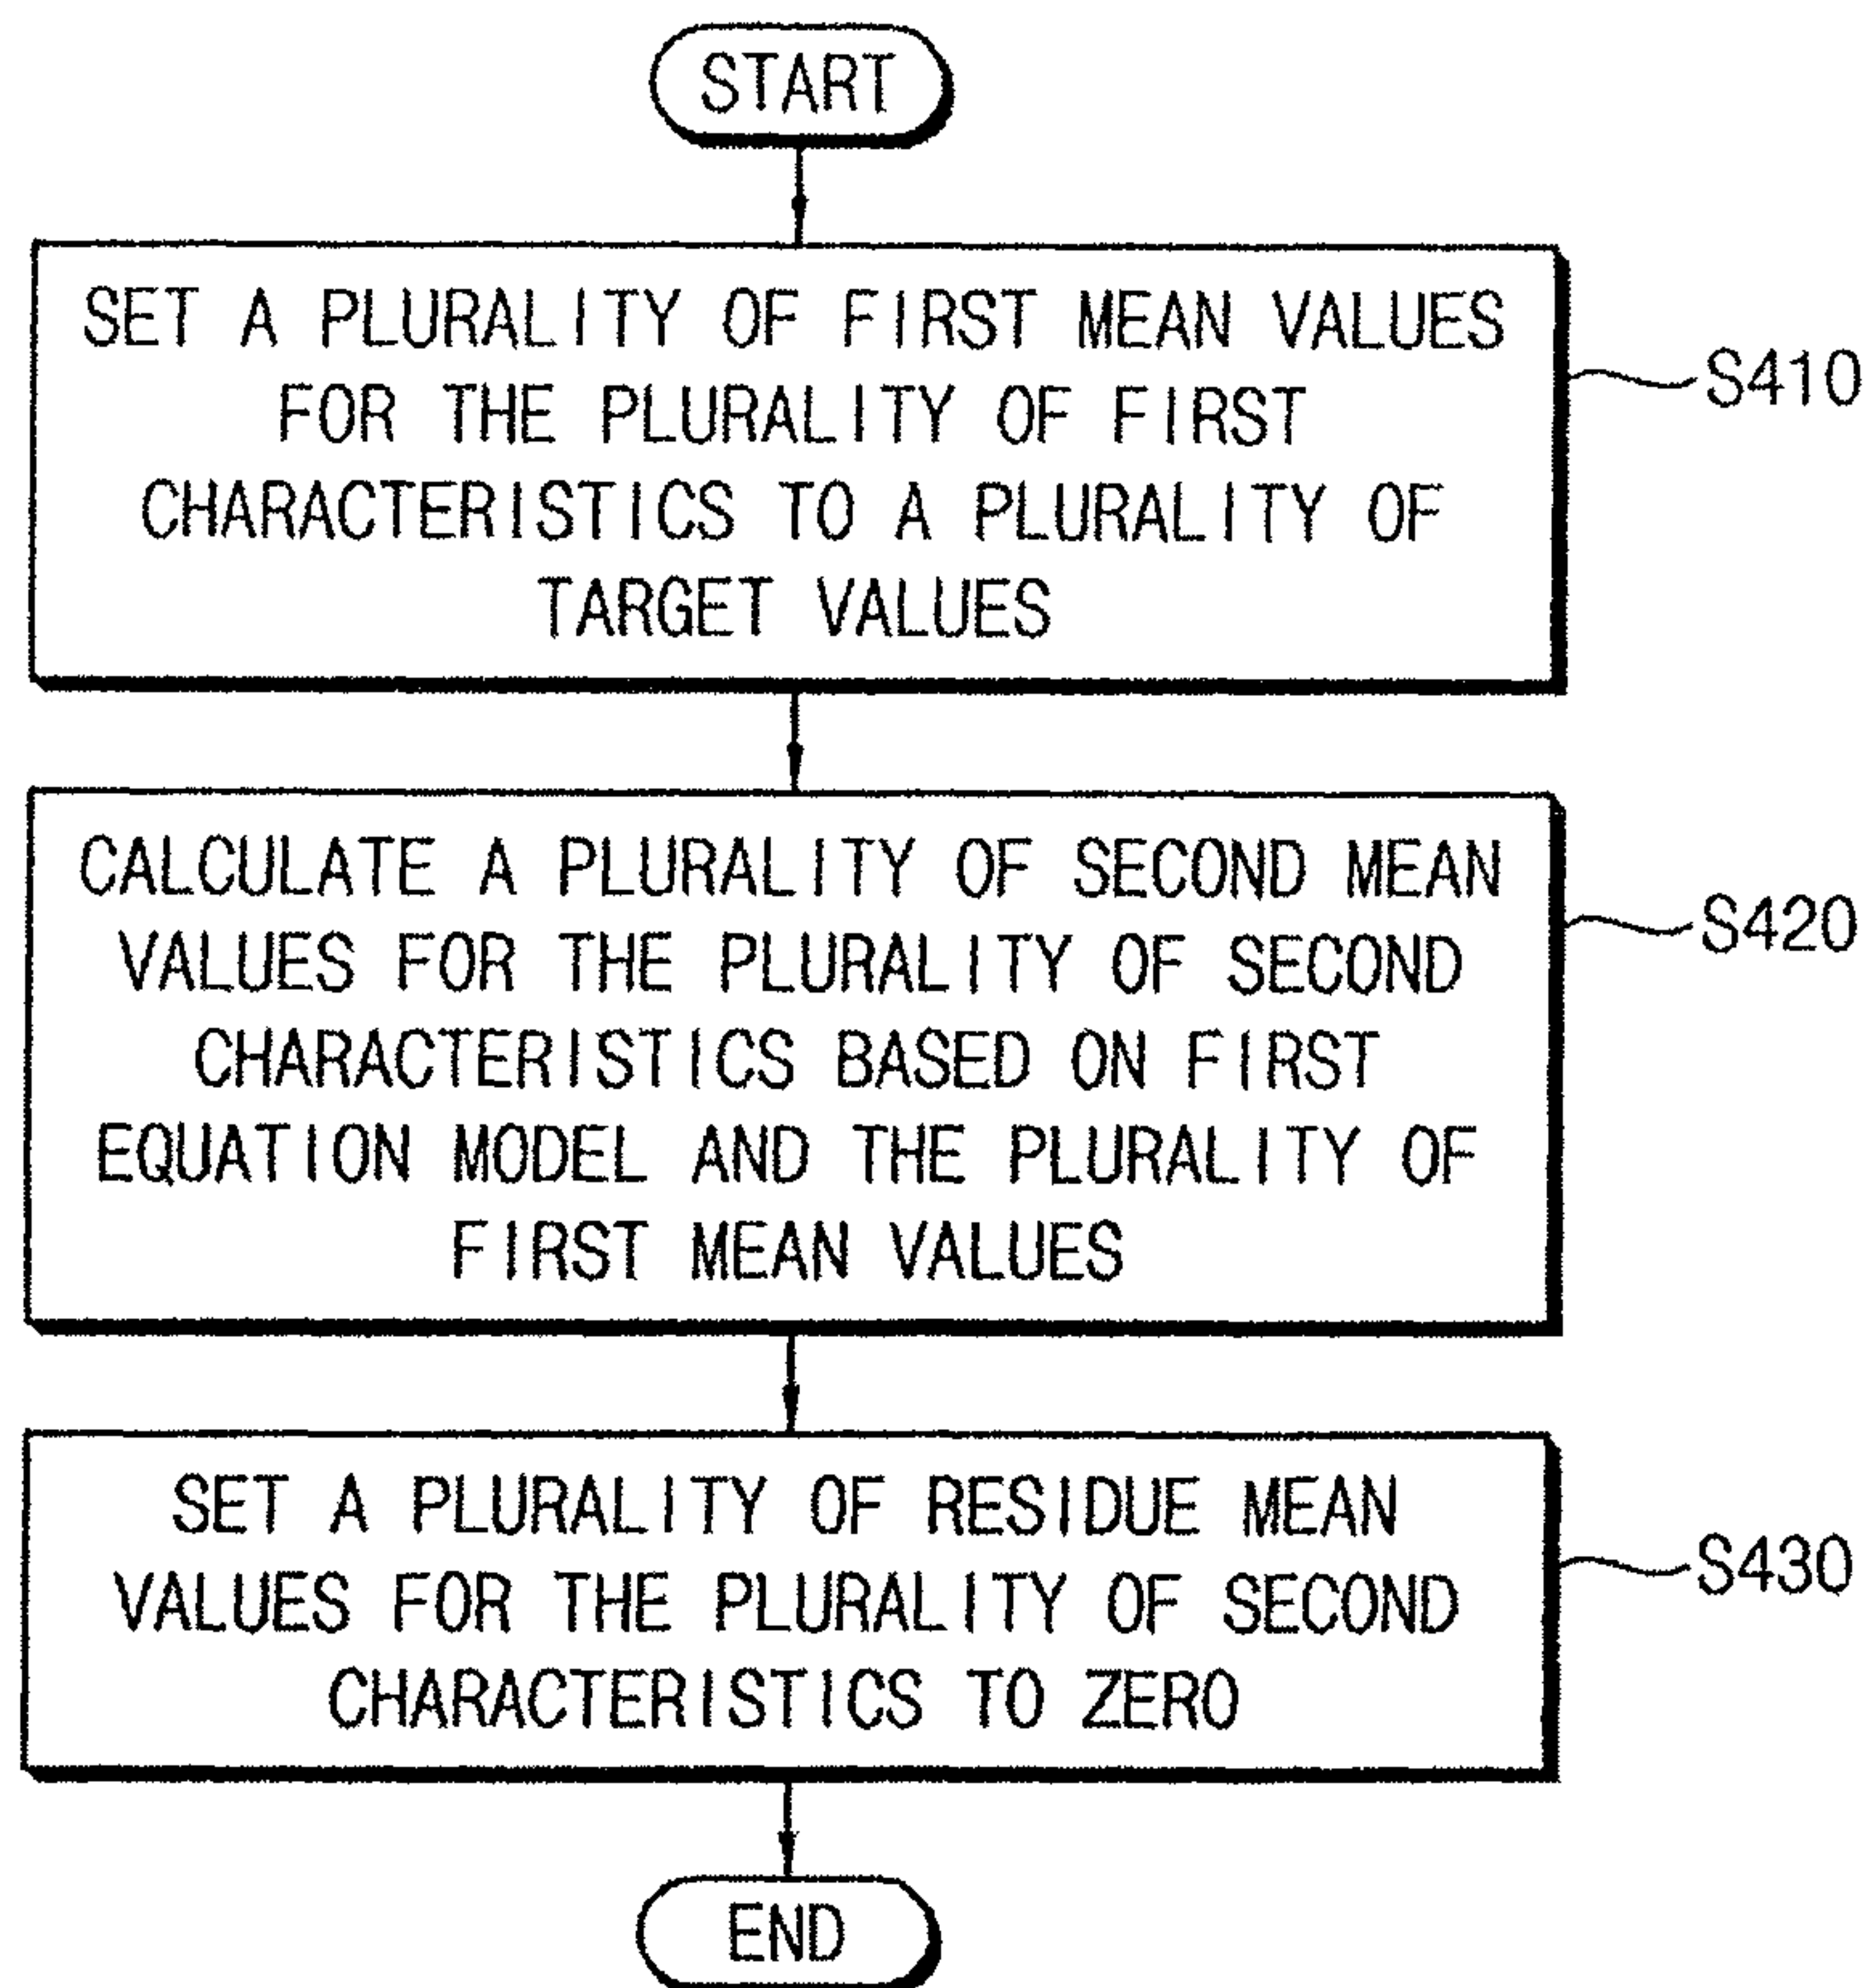 START
SET A PLURALITY OF FIRST MEAN VALUES
FOR THE PLURALITY OF FIRST
CHARACTERISTICS TO A PLURALITY OF
TARGET VALUES
S410
CALCULATE A PLURALITY OF SECOND MEAN
VALUES FOR THE PLURALITY OF SECOND
CHARACTERISTICS BASED ON FIRST
EQUATION MODEL AND THE PLURALITY OF
FIRST MEAN VALUES
S420
SET A PLURALITY OF RESIDUE MEAN
VALUES FOR THE PLURALITY OF SECOND
CHARACTERISTICS TO ZERO
S430
END